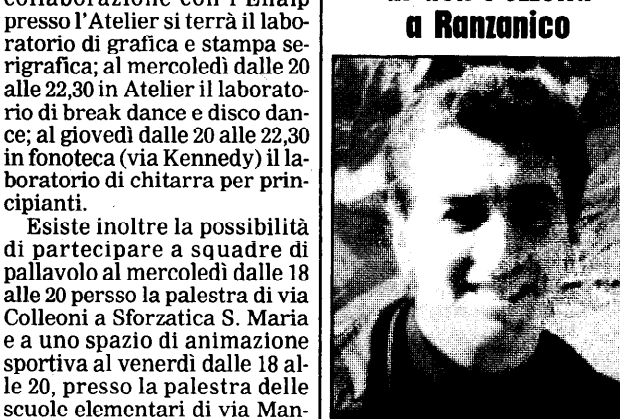 collaborazione con l'Enaip
presso l'Atelier si terrà il labo-
ratorio di grafica e stampa se-
rigrafica; al mercoledì dalle 20
alle 22,30 in Atelier il laborato-
rio di break dance e disco dan-
ce; al giovedì dalle 20 alle 22,30
in fonoteca (via Kennedy) il la-
boratorio di chitarra per prin-
cipianti.
Esiste inoltre la possibilità
di partecipare a squadre di
pallavolo al mercoledì dalle 18
alle 20 persso la palestra di via
Colleoni a Sforzatica S. Maria
e a uno spazio di animazione
sportiva al venerdì dalle 18 al-
le 20, presso la palestra delle
scuole elementari di via Man-
a Ranzanico